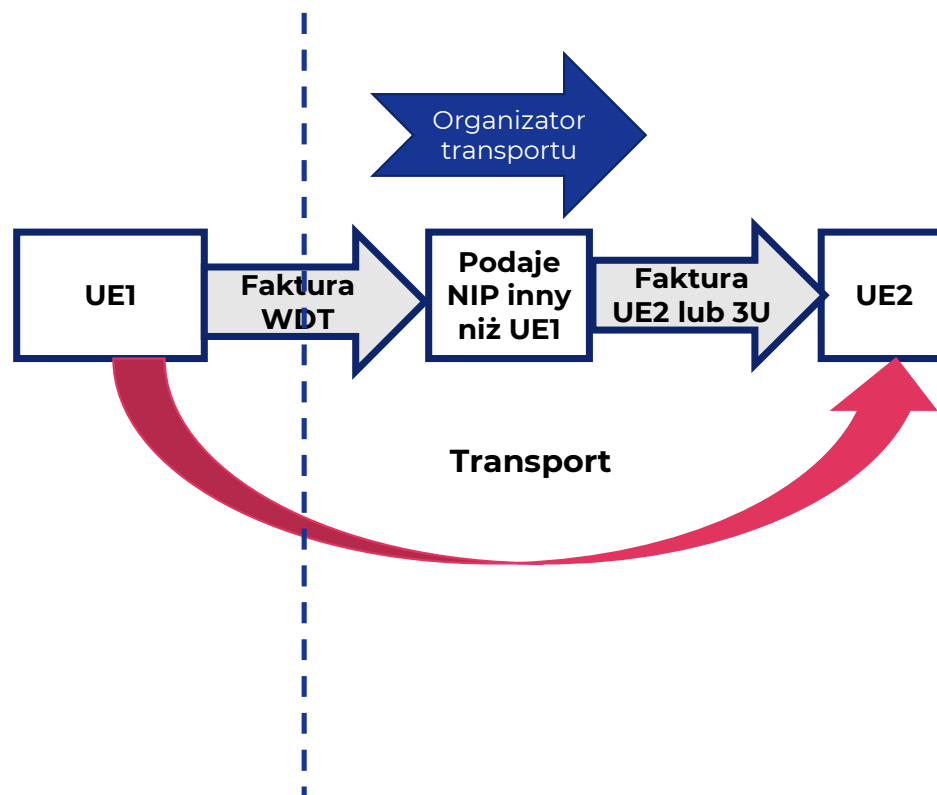 Organizator
transportu
UE1
Faktura
WDT
Podaje
NIP inny
niż UE1
Faktura
UE2 lub 3U
UE2
Transport